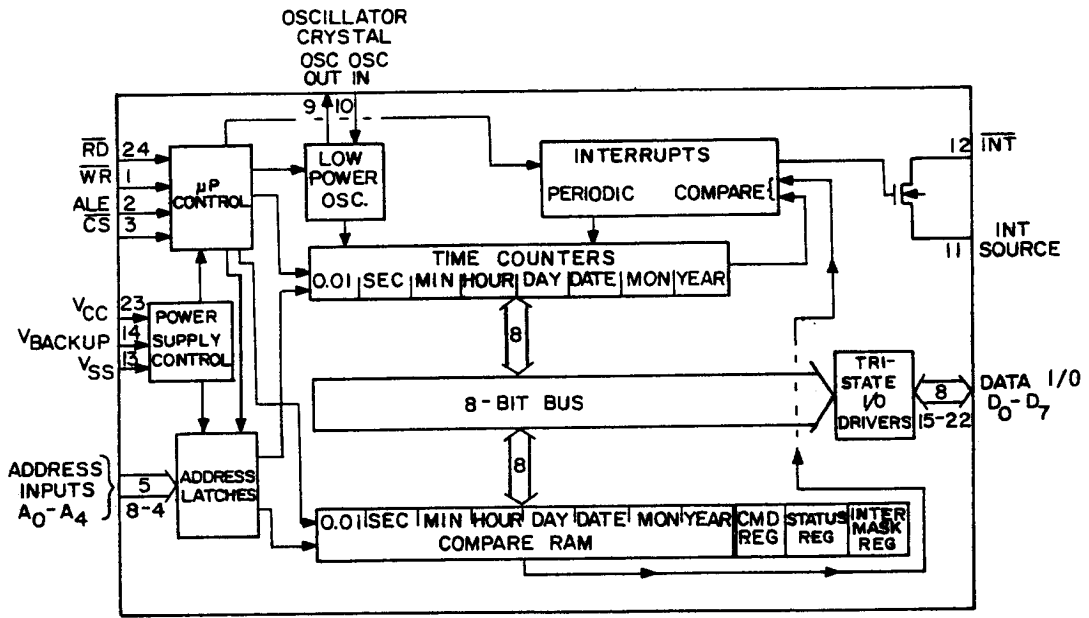 OSCILLATOR
CRYSTAL
OSC OSC
OUT IN
9 10
RD 24
WR 1
ALE 2
CS 3
µP
CONTROL
LOW
POWER
OSC.
INTERRUPTS
PERIODIC COMPARE{
12 INT
11 INT
SOURCE
TIME COUNTERS
0.01 SEC MIN HOUR DAY DATE MON YEAR
VCC 23
VBACKUP 14
VSS 13
POWER
SUPPLY
CONTROL
8
8-BIT BUS
TRI-
STATE
I/O
DRIVERS
8
15-22
DATA I/O
D0-D7
8
ADDRESS
INPUTS
A0-A4
5
8-4
ADDRESS
LATCHES
0.01 SEC MIN HOUR DAY DATE MON YEAR
COMPARE RAM
CMD
REG
STATUS
REG
INTER
MASK
REG